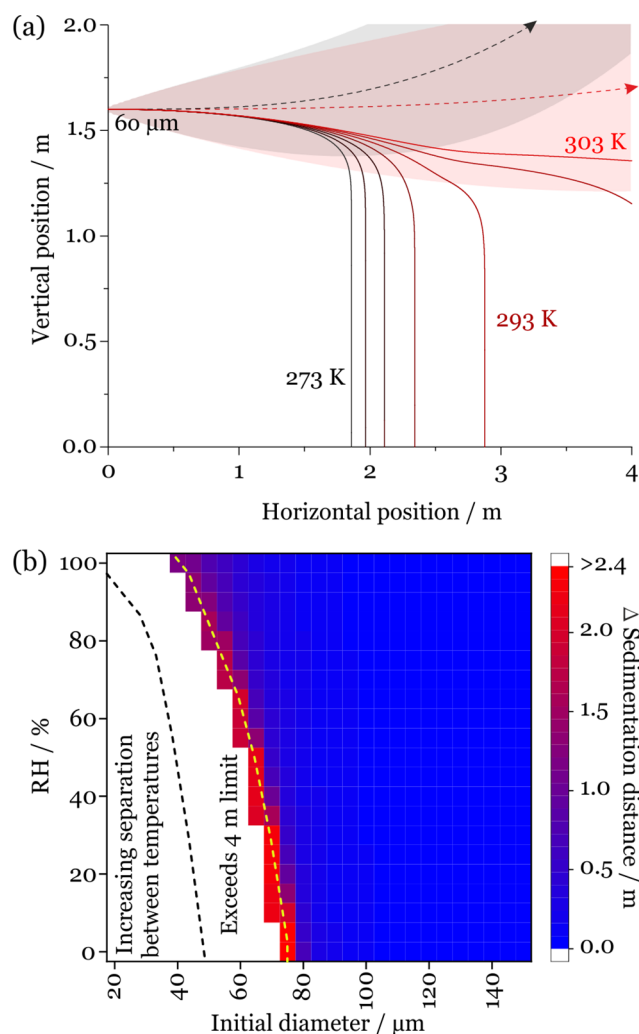 (a)
2.0
1.5
1.0
0.5
0.0
Vertical position / m
60 µm
303 K
293 K
273 K
0
1
2
3
4
Horizontal position / m
(b)
100
80
60
40
20
0
RH / %
Increasing separation
between temperatures
Exceeds 4 m limit
20
40
60
80
100
120
140
Initial diameter / µm
>2.4
2.0
1.5
1.0
0.5
0.0
Δ Sedimentation distance / m